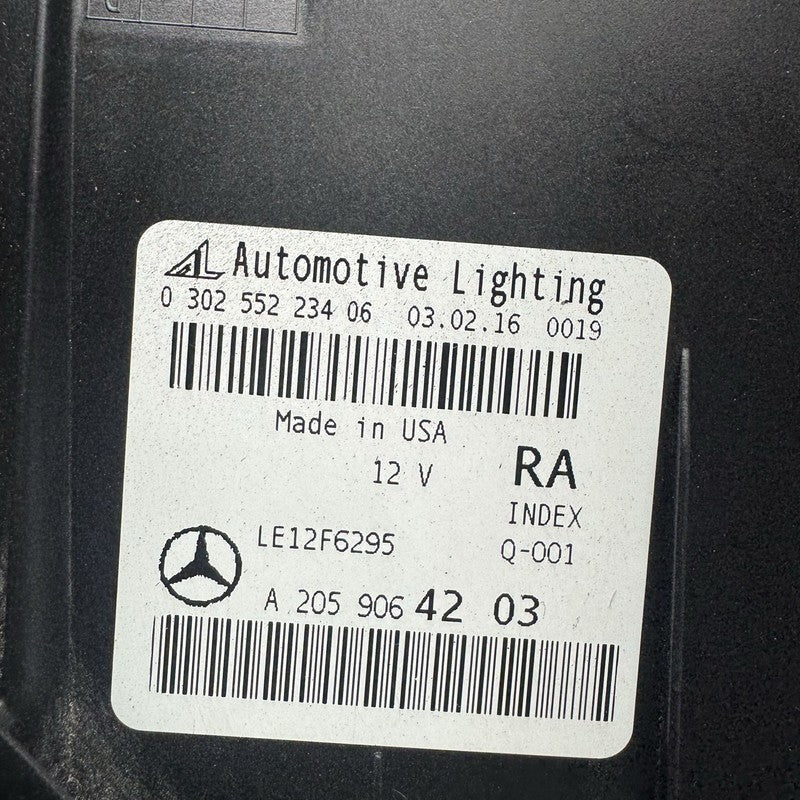 AL Automotive Lighting
0 302 552 234 06 03.02.16 0019
Made in USA
12 V RA
INDEX
LE12F6295 Q-001
A 205 906 42 03